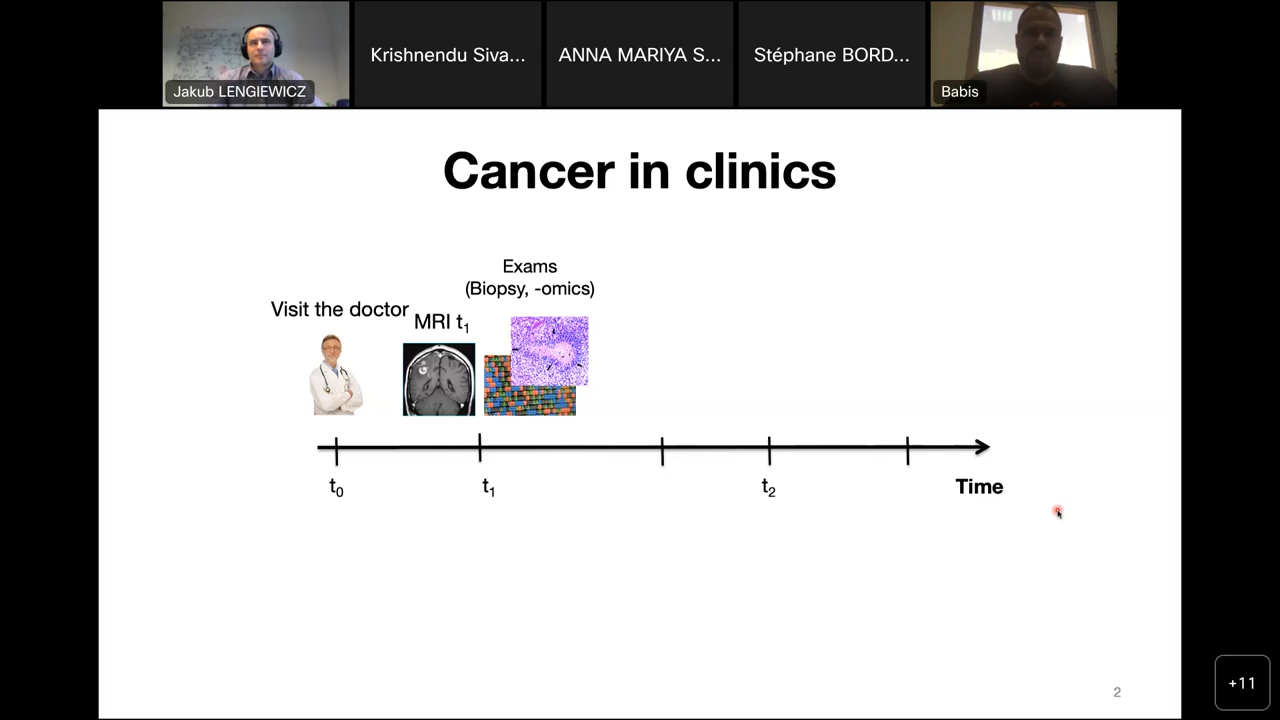 Jakub LENGIEWICZ
Krishnendu Siva...
ANNA MARIYA S...
Stéphane BORD...
Babis
Cancer in clinics
Exams
(Biopsy, -omics)
Visit the doctor
MRI t₁
t₀
t₁
t₂
Time
2
+11